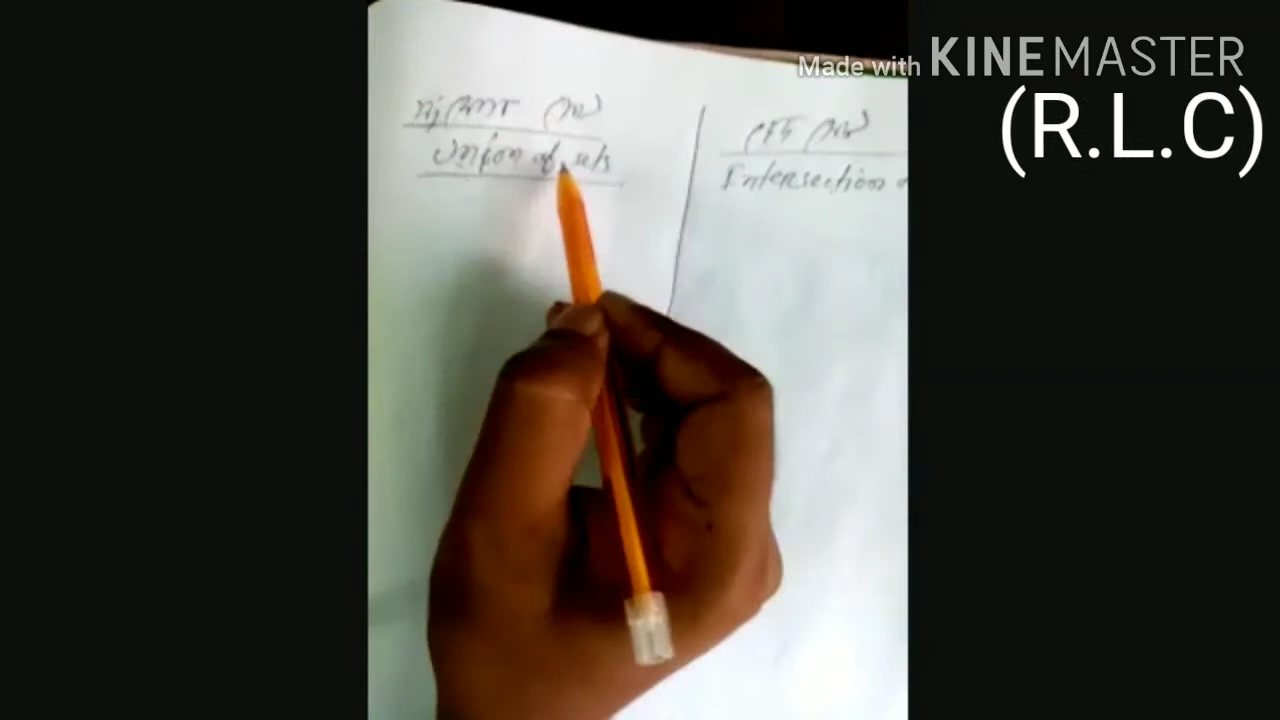 Made with KINEMASTER
(R.L.C)
সংযোগ সেট
Union of sets
ছেদ সেট
Intersection o